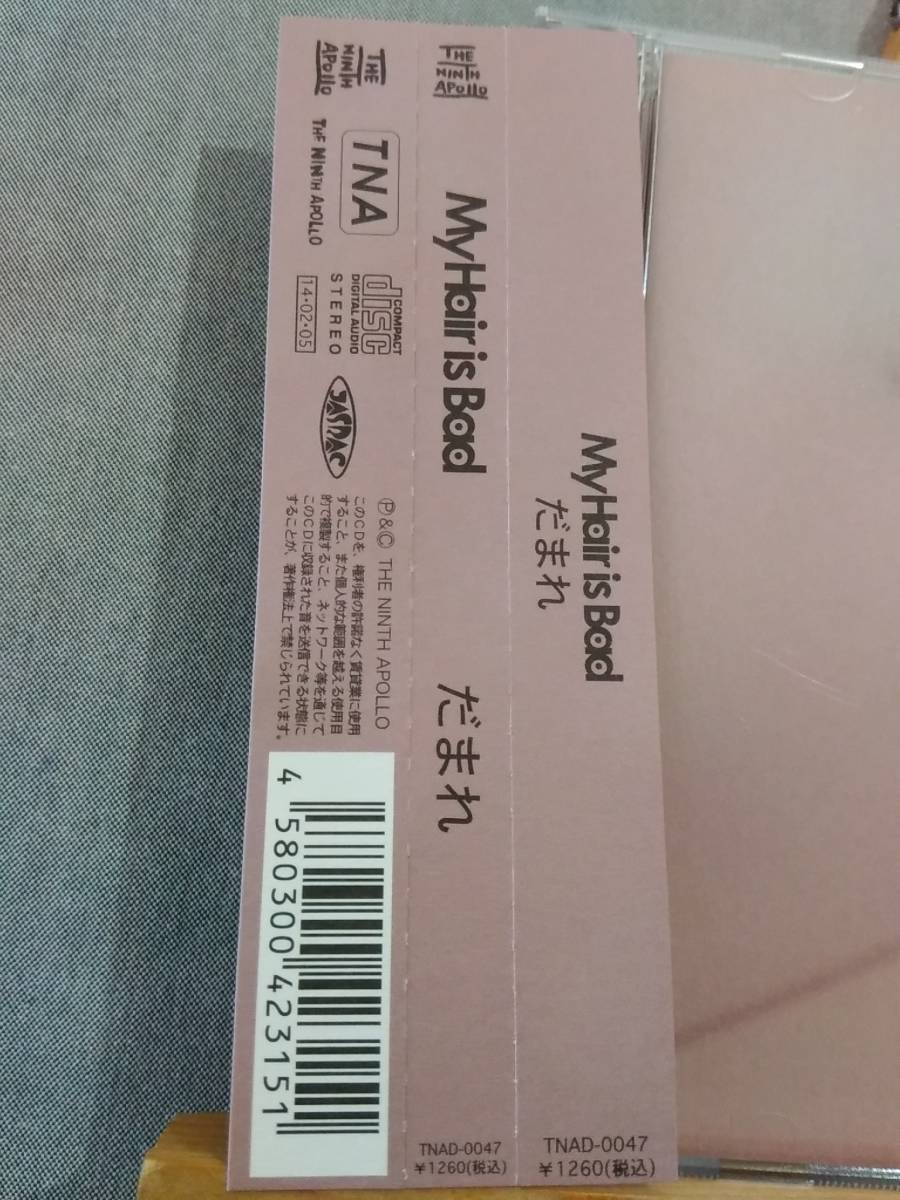 THE
NINTH
APOLLO
THE NINTH APOLLO
TNA
COMPACT
disc
DIGITAL AUDIO
STEREO
14・02・05
JASRAC
Ⓟ&© THE NINTH APOLLO
このCDを、権利者の許諾なく賃貸業に使用
すること、また個人的な範囲を越える使用目
的で複製すること、ネットワーク等を通じて
このCDに収録された音を送信できる状態に
することが、著作権法上で禁じられています。
4 580300 423151
THE
NINTH
APOLLO
My Hair is Bad
だまれ
TNAD-0047
¥1260(税込)
My Hair is Bad
だまれ
TNAD-0047
¥1260(税込)